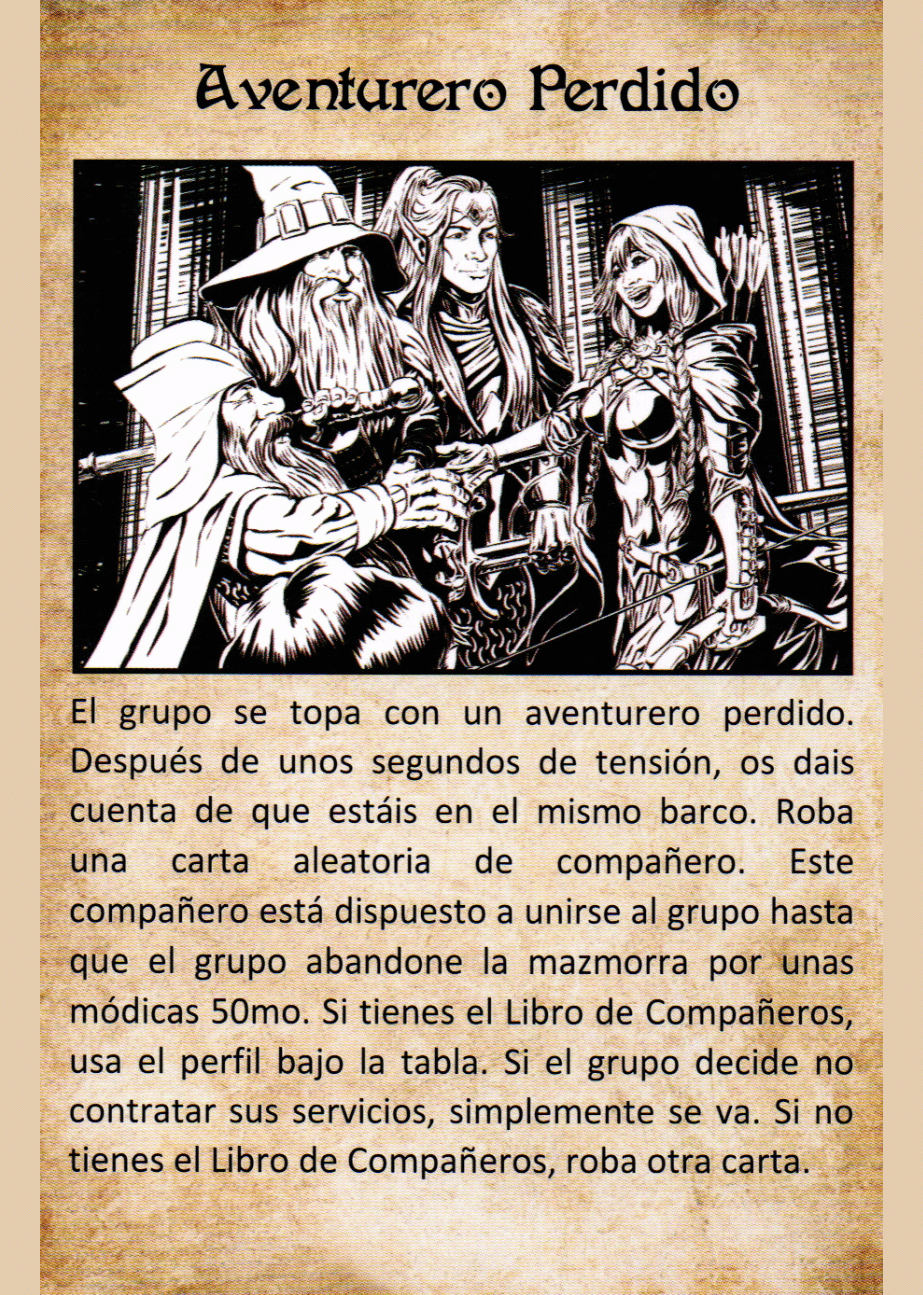 Aventurero Perdido
El grupo se topa con un aventurero perdido.
Después de unos segundos de tensión, os dais
cuenta de que estáis en el mismo barco. Roba
una carta aleatoria de compañero. Este
compañero está dispuesto a unirse al grupo hasta
que el grupo abandone la mazmorra por unas
módicas 50mo. Si tienes el Libro de Compañeros,
usa el perfil bajo la tabla. Si el grupo decide no
contratar sus servicios, simplemente se va. Si no
tienes el Libro de Compañeros, roba otra carta.